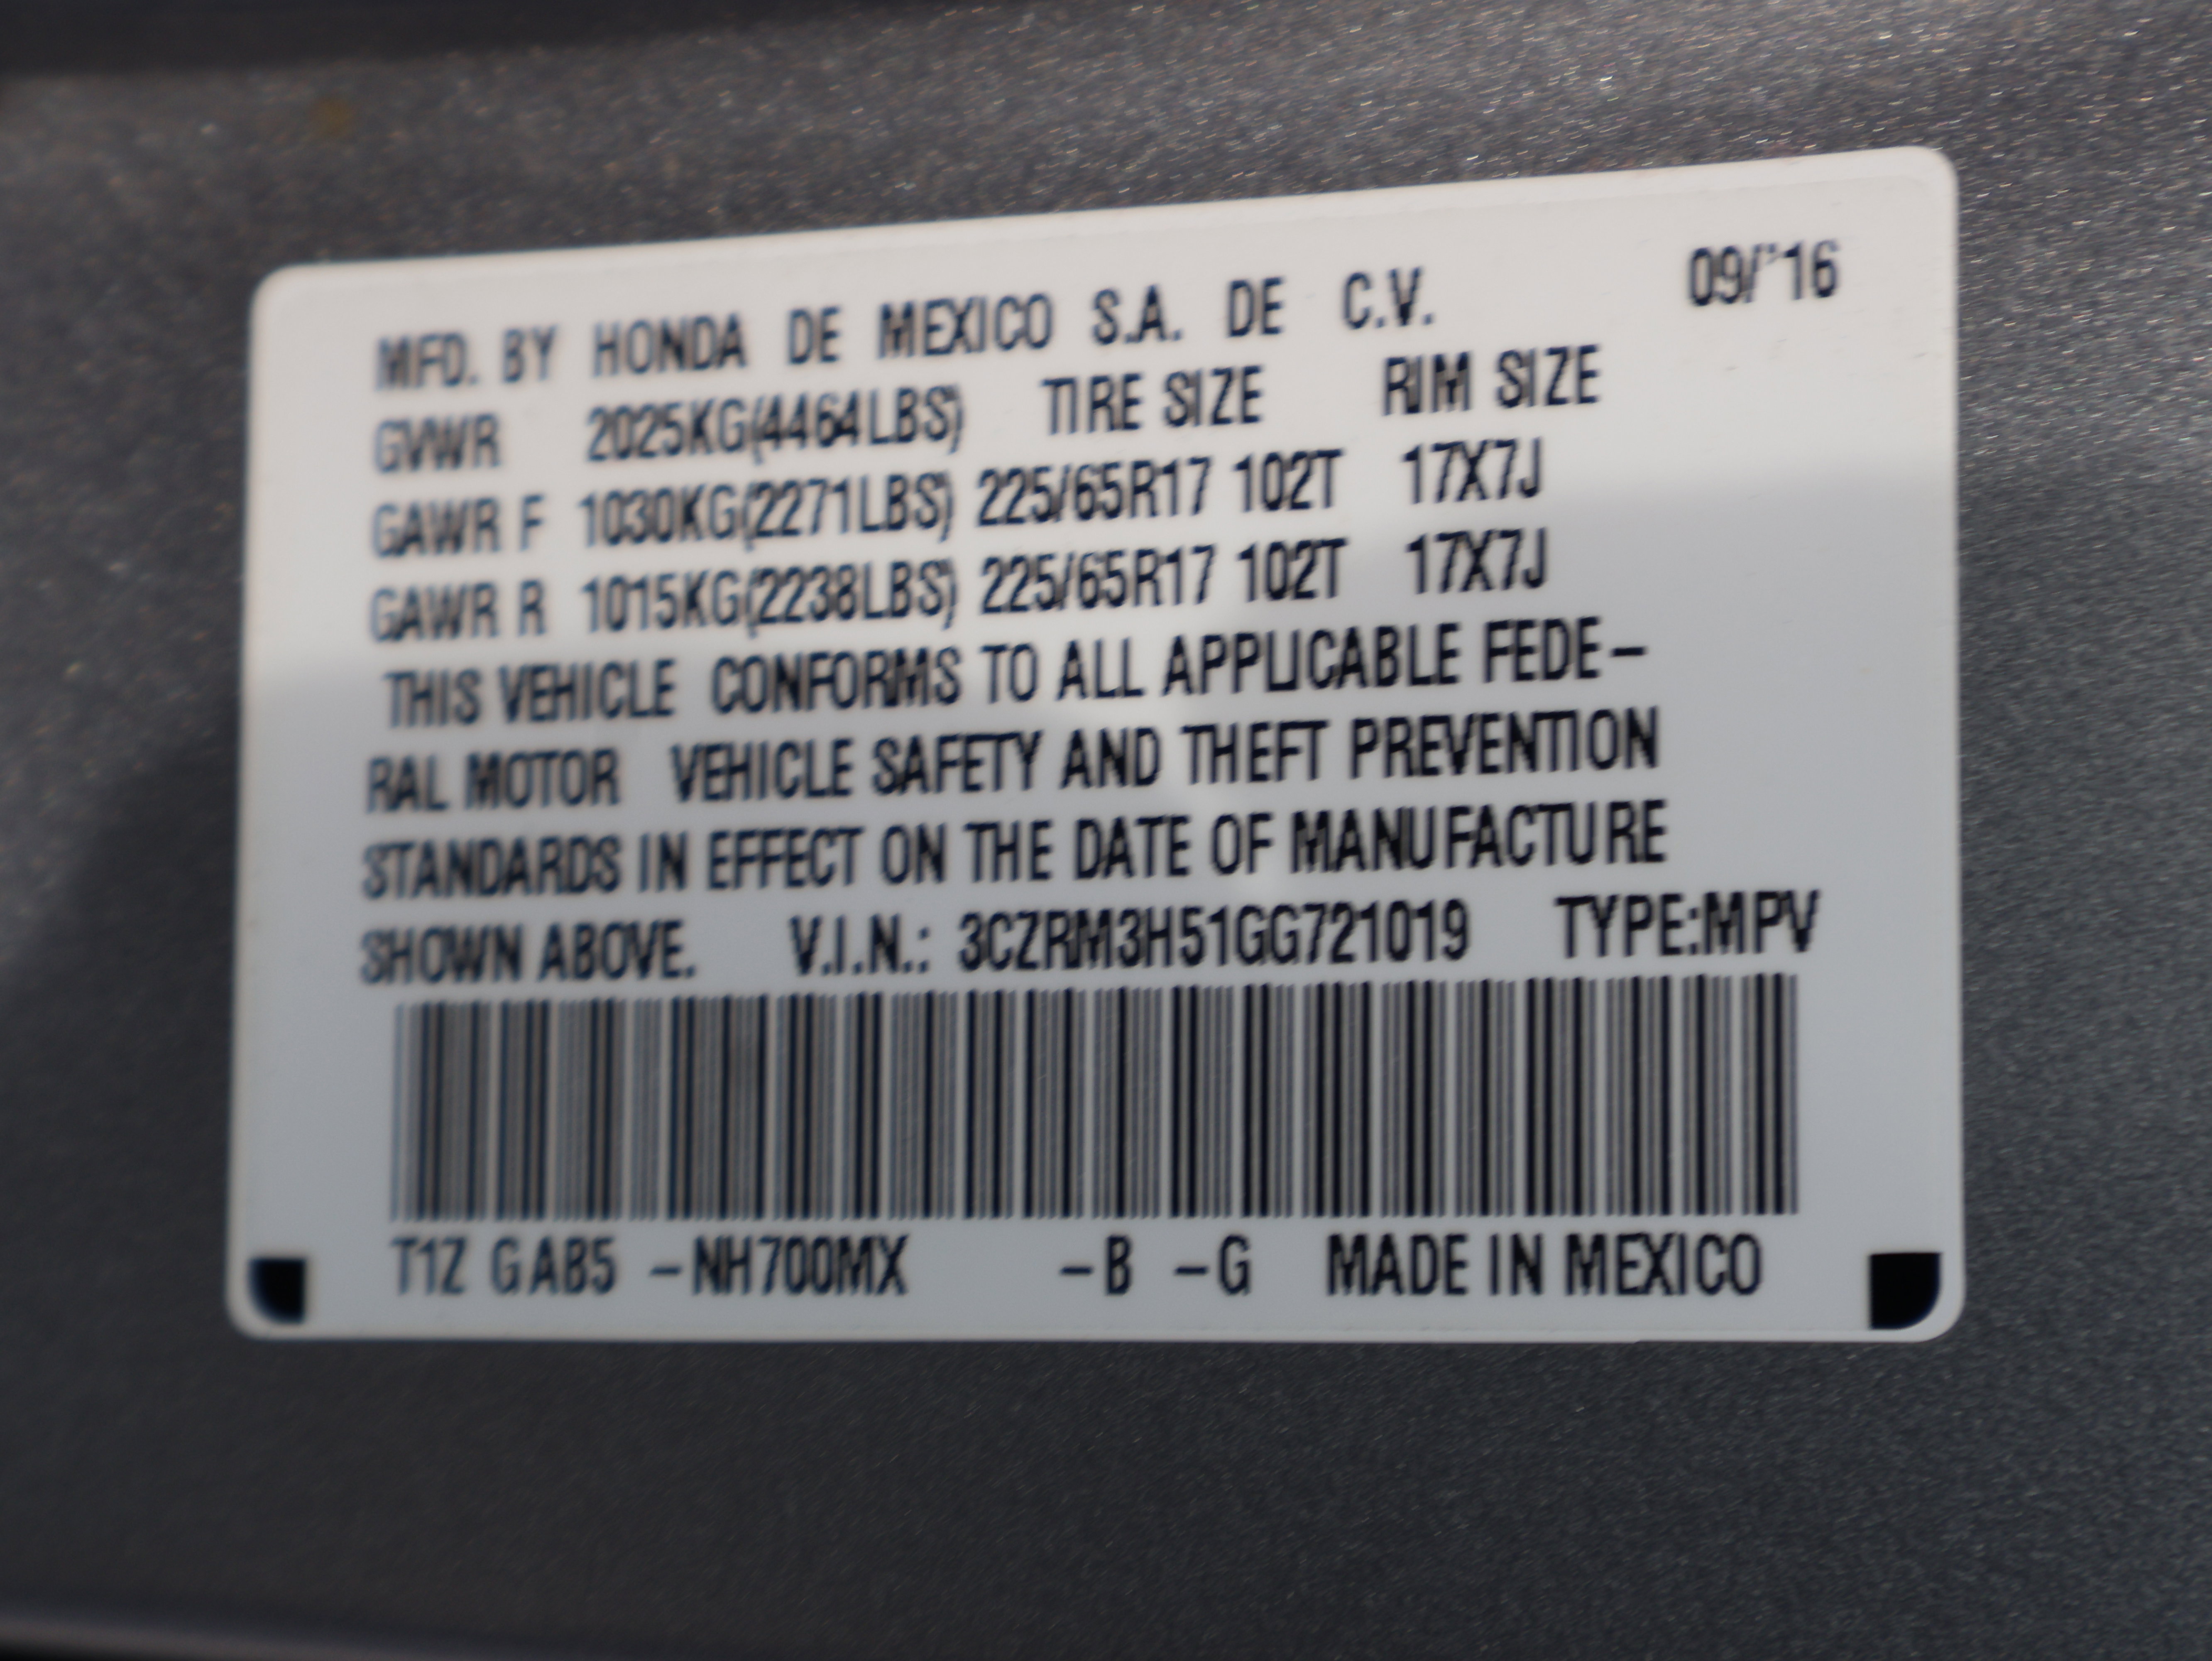 MFD. BY HONDA DE MEXICO S.A. DE C.V. 09/'16
GVWR 2025KG(4464LBS) TIRE SIZE RIM SIZE
GAWR F 1030KG(2271LBS) 225/65R17 102T 17X7J
GAWR R 1015KG(2238LBS) 225/65R17 102T 17X7J
THIS VEHICLE CONFORMS TO ALL APPLICABLE FEDE-
RAL MOTOR VEHICLE SAFETY AND THEFT PREVENTION
STANDARDS IN EFFECT ON THE DATE OF MANUFACTURE
SHOWN ABOVE. V.I.N.: 3CZRM3H51GG721019 TYPE:MPV
T1Z GAB5 -NH700MX -B -G MADE IN MEXICO